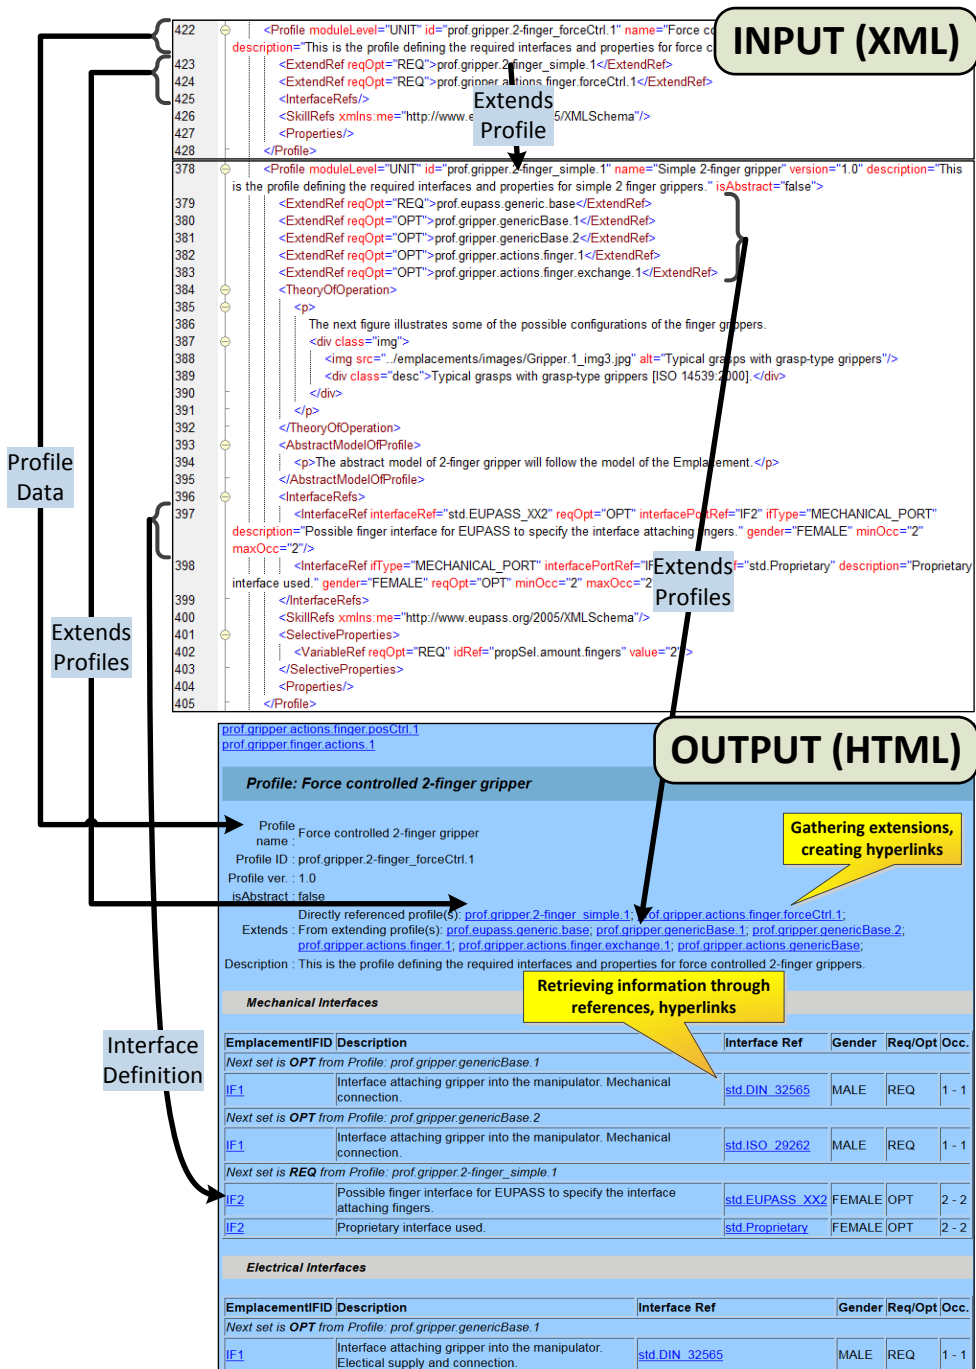 INPUT (XML)
422 <Profile moduleLevel="UNIT" id="prof.gripper.2-finger_forceCtrl.1" name="Force co
description="This is the profile defining the required interfaces and properties for force c
423 <ExtendRef reqOpt="REQ">prof.gripper.2-finger_simple.1</ExtendRef>
424 <ExtendRef reqOpt="REQ">prof.gripper.actions.finger.forceCtrl.1</ExtendRef>
425 <InterfaceRefs/>
426 <SkillRefs xmlns:me="http://www.e 5/XMLSchema"/>
427 <Properties/>
428 </Profile>
Extends
Profile
378 <Profile moduleLevel="UNIT" id="prof.gripper.2-finger_simple.1" name="Simple 2-finger gripper" version="1.0" description="This
is the profile defining the required interfaces and properties for simple 2 finger grippers." isAbstract="false">
379 <ExtendRef reqOpt="REQ">prof.eupass.generic.base</ExtendRef>
380 <ExtendRef reqOpt="OPT">prof.gripper.genericBase.1</ExtendRef>
381 <ExtendRef reqOpt="OPT">prof.gripper.genericBase.2</ExtendRef>
382 <ExtendRef reqOpt="OPT">prof.gripper.actions.finger.1</ExtendRef>
383 <ExtendRef reqOpt="OPT">prof.gripper.actions.finger.exchange.1</ExtendRef>
384 <TheoryOfOperation>
385 <p>
386 The next figure illustrates some of the possible configurations of the finger grippers.
387 <div class="img">
388 <img src="../emplacements/images/Gripper.1_img3.jpg" alt="Typical grasps with grasp-type grippers"/>
389 <div class="desc">Typical grasps with grasp-type grippers [ISO 14539:2000].</div>
390 </div>
391 </p>
392 </TheoryOfOperation>
393 <AbstractModelOfProfile>
394 <p>The abstract model of 2-finger gripper will follow the model of the Emplacement.</p>
395 </AbstractModelOfProfile>
396 <InterfaceRefs>
397 <InterfaceRef interfaceRef="std.EUPASS_XX2" reqOpt="OPT" interfacePortRef="IF2" ifType="MECHANICAL_PORT"
description="Possible finger interface for EUPASS to specify the interface attaching fingers." gender="FEMALE" minOcc="2"
maxOcc="2"/>
398 <InterfaceRef ifType="MECHANICAL_PORT" interfacePortRef="IF f="std.Proprietary" description="Proprietary
interface used." gender="FEMALE" reqOpt="OPT" minOcc="2" maxOcc="2
399 </InterfaceRefs>
400 <SkillRefs xmlns:me="http://www.eupass.org/2005/XMLSchema"/>
401 <SelectiveProperties>
402 <VariableRef reqOpt="REQ" idRef="propSel.amount.fingers" value="2"/>
403 </SelectiveProperties>
404 <Properties/>
405 </Profile>
Extends
Profiles
Profile
Data
Extends
Profiles
Interface
Definition
OUTPUT (HTML)
prof.gripper.actions.finger.posCtrl.1
prof.gripper.finger.actions.1
Profile: Force controlled 2-finger gripper
Profile name : Force controlled 2-finger gripper
Profile ID : prof.gripper.2-finger_forceCtrl.1
Profile ver. : 1.0
isAbstract : false
Gathering extensions,
creating hyperlinks
Directly referenced profile(s): prof.gripper.2-finger_simple.1; prof.gripper.actions.finger.forceCtrl.1;
Extends : From extending profile(s): prof.eupass.generic.base; prof.gripper.genericBase.1; prof.gripper.genericBase.2;
prof.gripper.actions.finger.1; prof.gripper.actions.finger.exchange.1; prof.gripper.actions.genericBase;
Description : This is the profile defining the required interfaces and properties for force controlled 2-finger grippers.
Retrieving information through
references, hyperlinks
Mechanical Interfaces
EmplacementIFID Description Interface Ref Gender Req/Opt Occ.
Next set is OPT from Profile: prof.gripper.genericBase.1
IF1 Interface attaching gripper into the manipulator. Mechanical
connection. std.DIN_32565 MALE REQ 1 - 1
Next set is OPT from Profile: prof.gripper.genericBase.2
IF1 Interface attaching gripper into the manipulator. Mechanical
connection. std.ISO_29262 MALE REQ 1 - 1
Next set is REQ from Profile: prof.gripper.2-finger_simple.1
IF2 Possible finger interface for EUPASS to specify the interface
attaching fingers. std.EUPASS_XX2 FEMALE OPT 2 - 2
IF2 Proprietary interface used. std.Proprietary FEMALE OPT 2 - 2
Electrical Interfaces
EmplacementIFID Description Interface Ref Gender Req/Opt Occ.
Next set is OPT from Profile: prof.gripper.genericBase.1
IF1 Interface attaching gripper into the manipulator.
Electical supply and connection. std.DIN_32565 MALE REQ 1 - 1